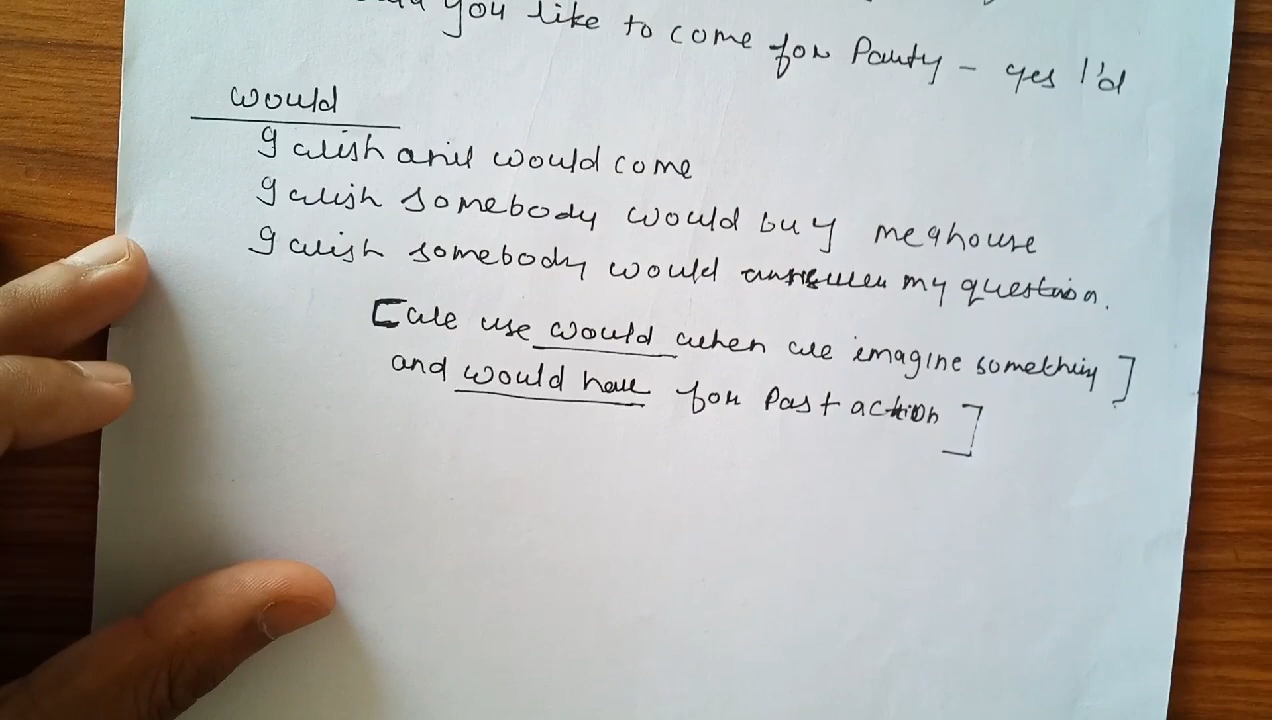 you like to come for Party - yes I'd
would
I wish anil would come
I wish somebody would buy me a house
I wish somebody would answer my question.
[we use would when we imagine something]
and would have for Past action]